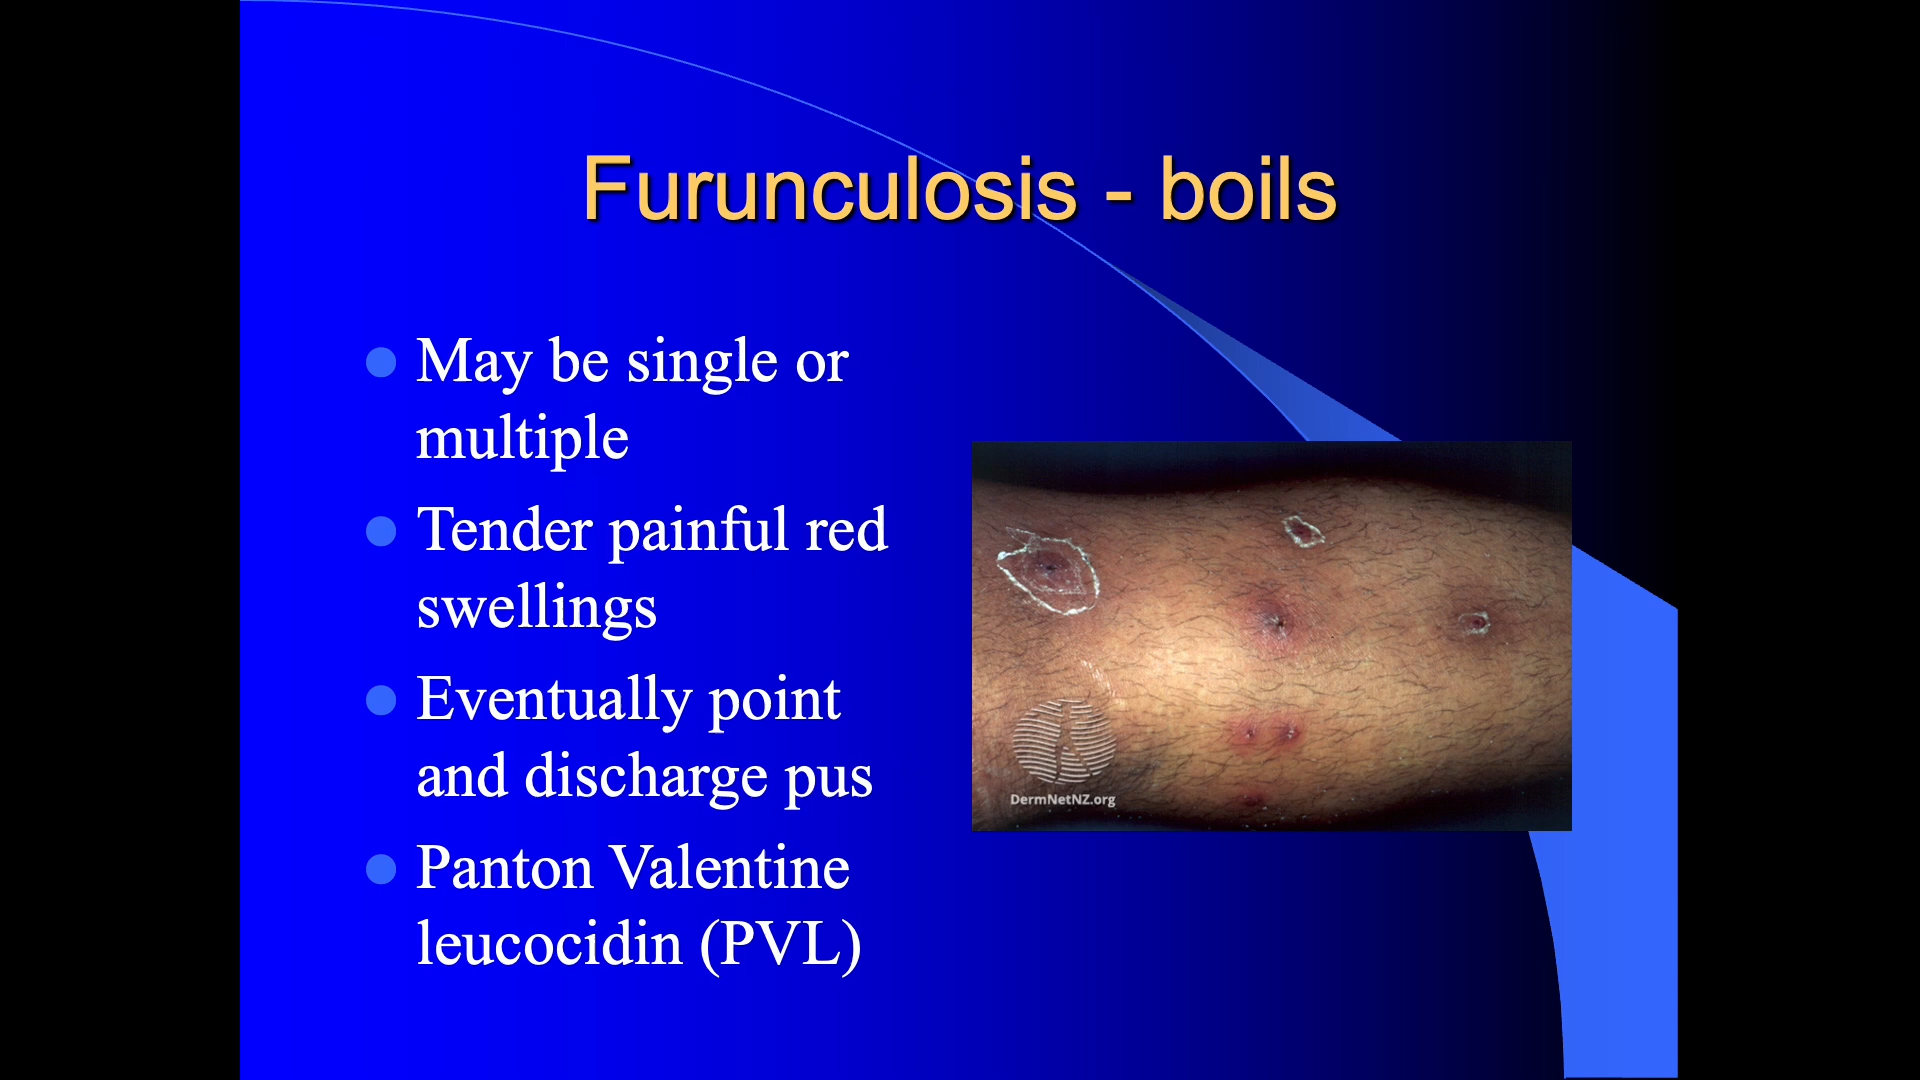 Furunculosis - boils
May be single or
multiple
Tender painful red
swellings
Eventually point
and discharge pus
Panton Valentine
leucocidin (PVL)
DermNetNZ.org